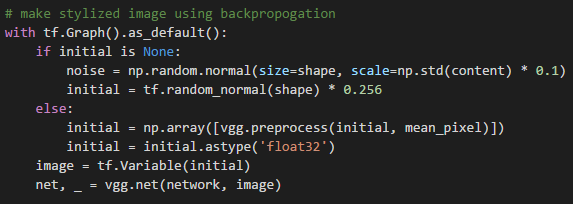 # make stylized image using backpropogation
with tf.Graph().as_default():
    if initial is None:
        noise = np.random.normal(size=shape, scale=np.std(content) * 0.1)
        initial = tf.random_normal(shape) * 0.256
    else:
        initial = np.array([vgg.preprocess(initial, mean_pixel)])
        initial = initial.astype('float32')
    image = tf.Variable(initial)
    net, _ = vgg.net(network, image)